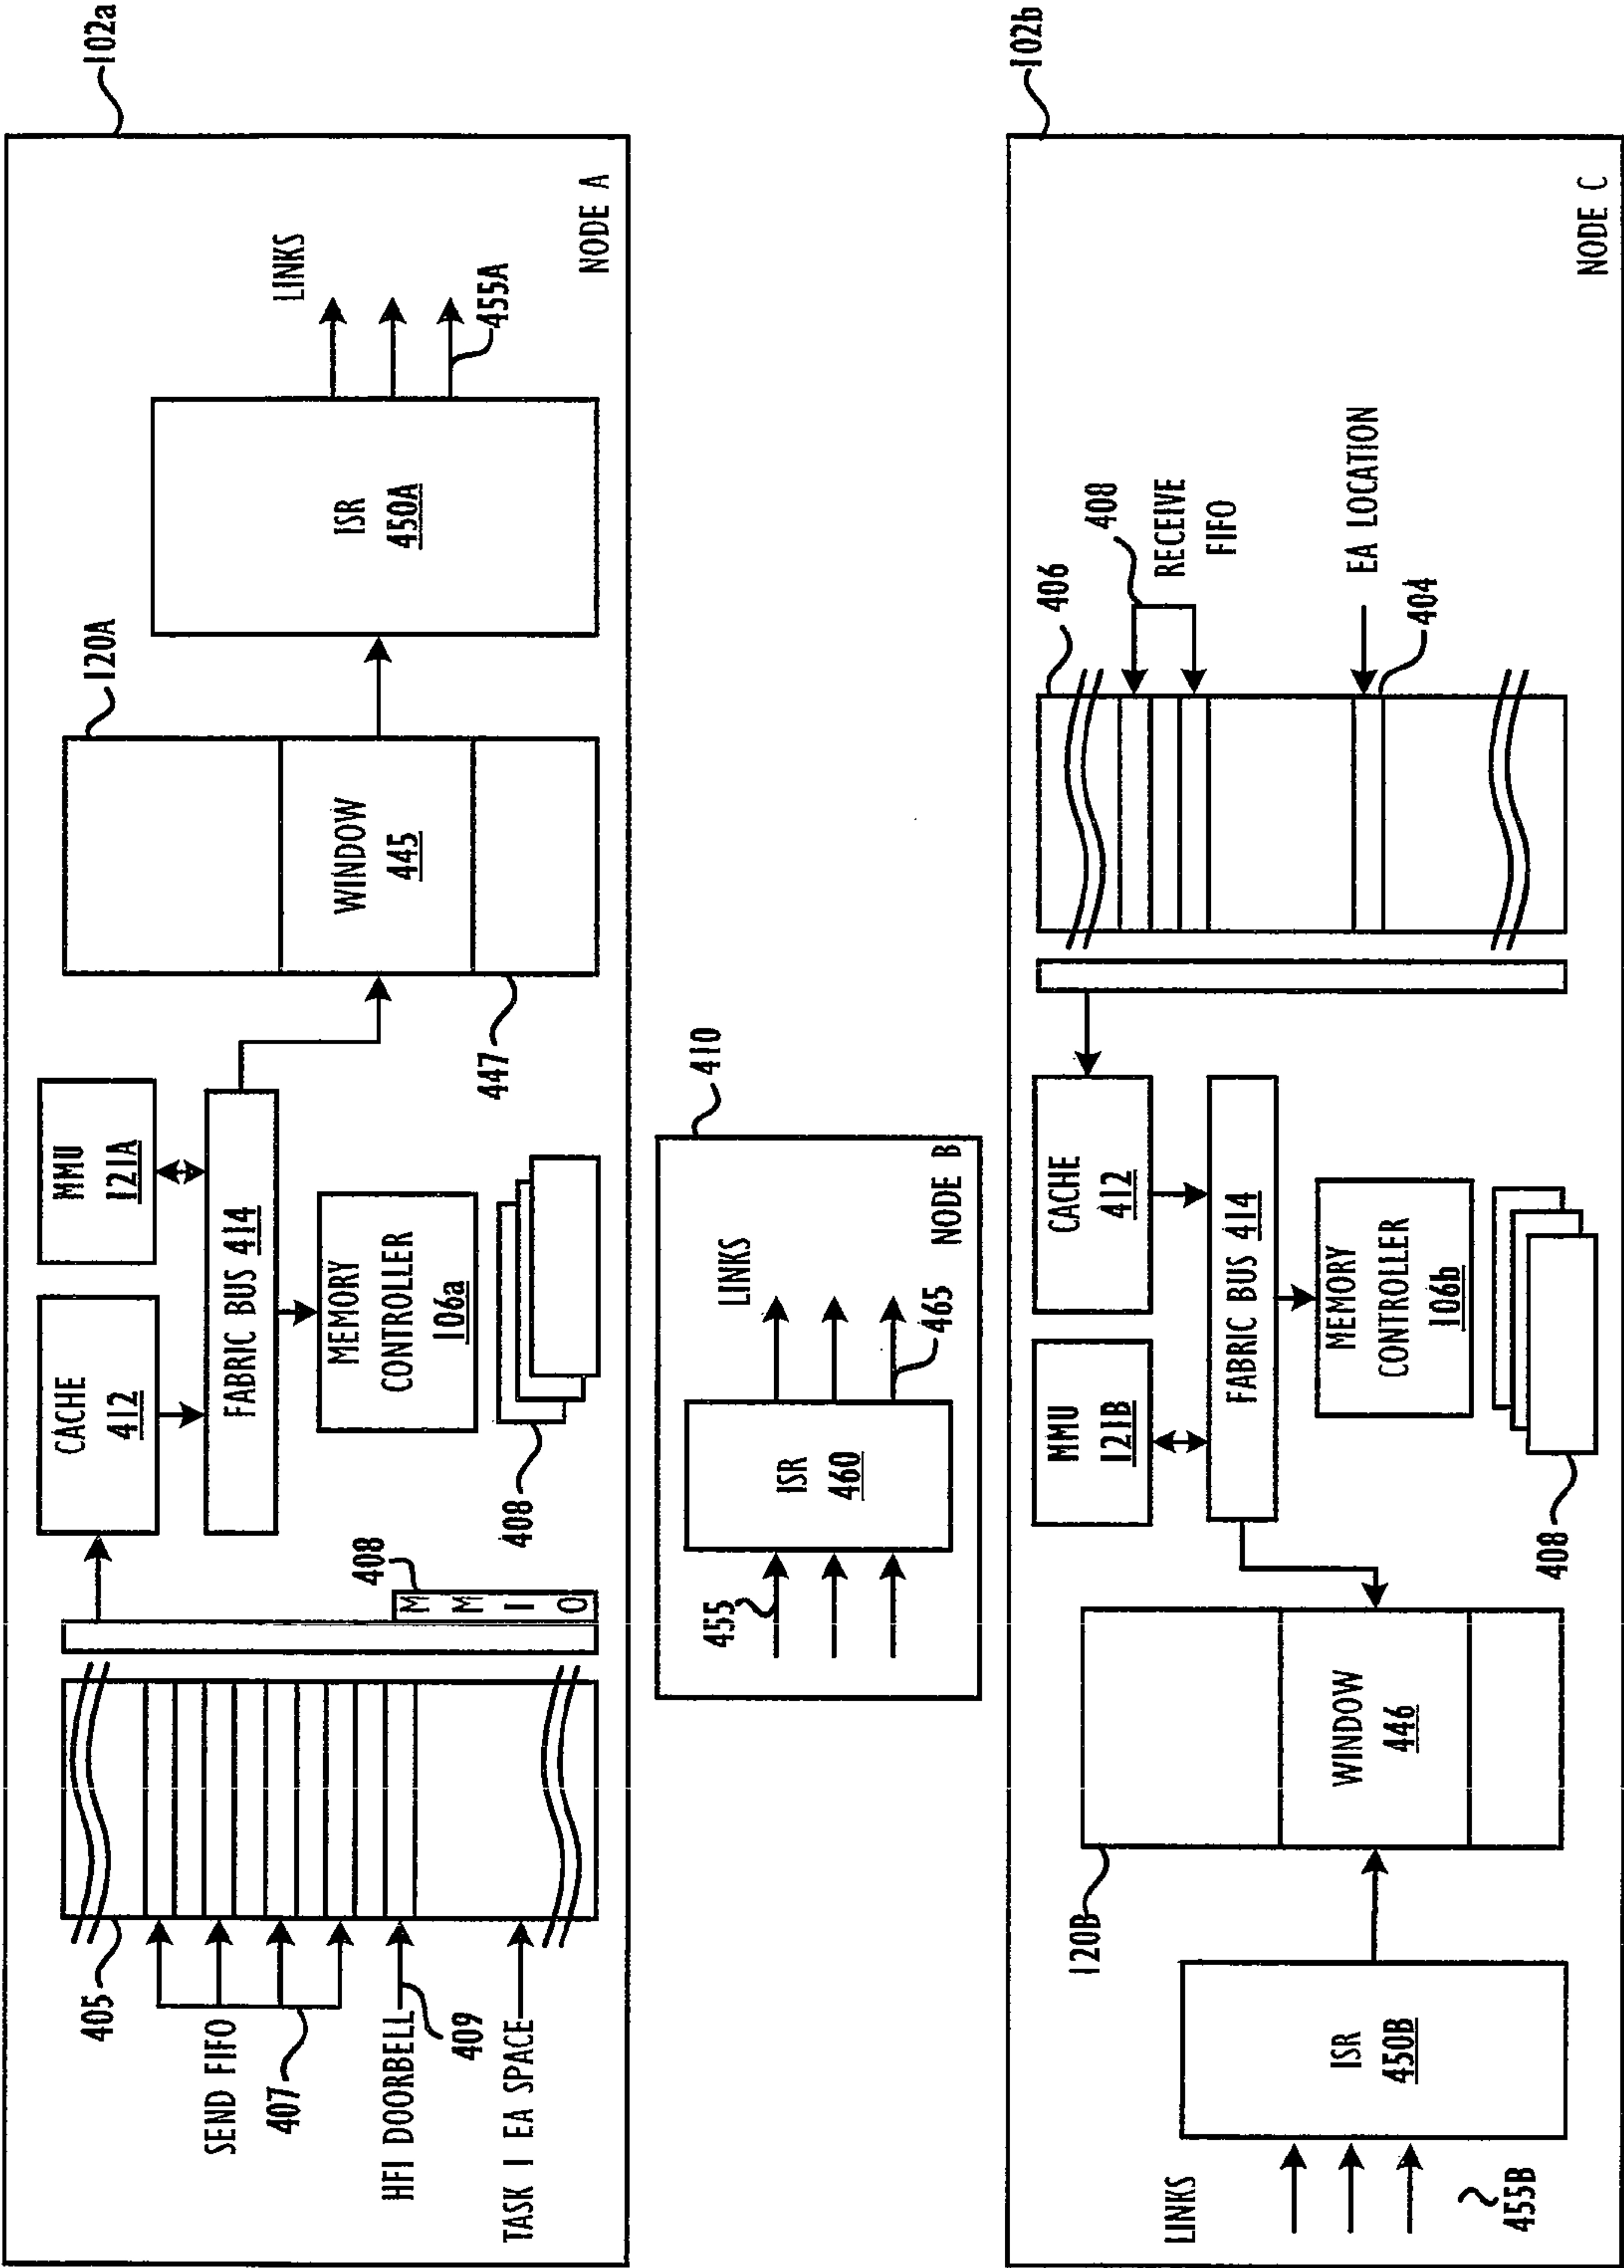 102a
405
SEND FIFO
407
HFI DOORBELL
409
TASK 1 EA SPACE
408
M M I O
CACHE
412
MMU
121A
FABRIC BUS 414
MEMORY
CONTROLLER
106a
408
447
120A
WINDOW
445
ISR
450A
LINKS
455A
NODE A
410
455
ISR
460
LINKS
465
NODE B
102b
LINKS
455B
ISR
450B
120B
WINDOW
446
MMU
121B
CACHE
412
FABRIC BUS 414
MEMORY
CONTROLLER
106b
408
406
408
RECEIVE
FIFO
EA LOCATION
404
NODE C